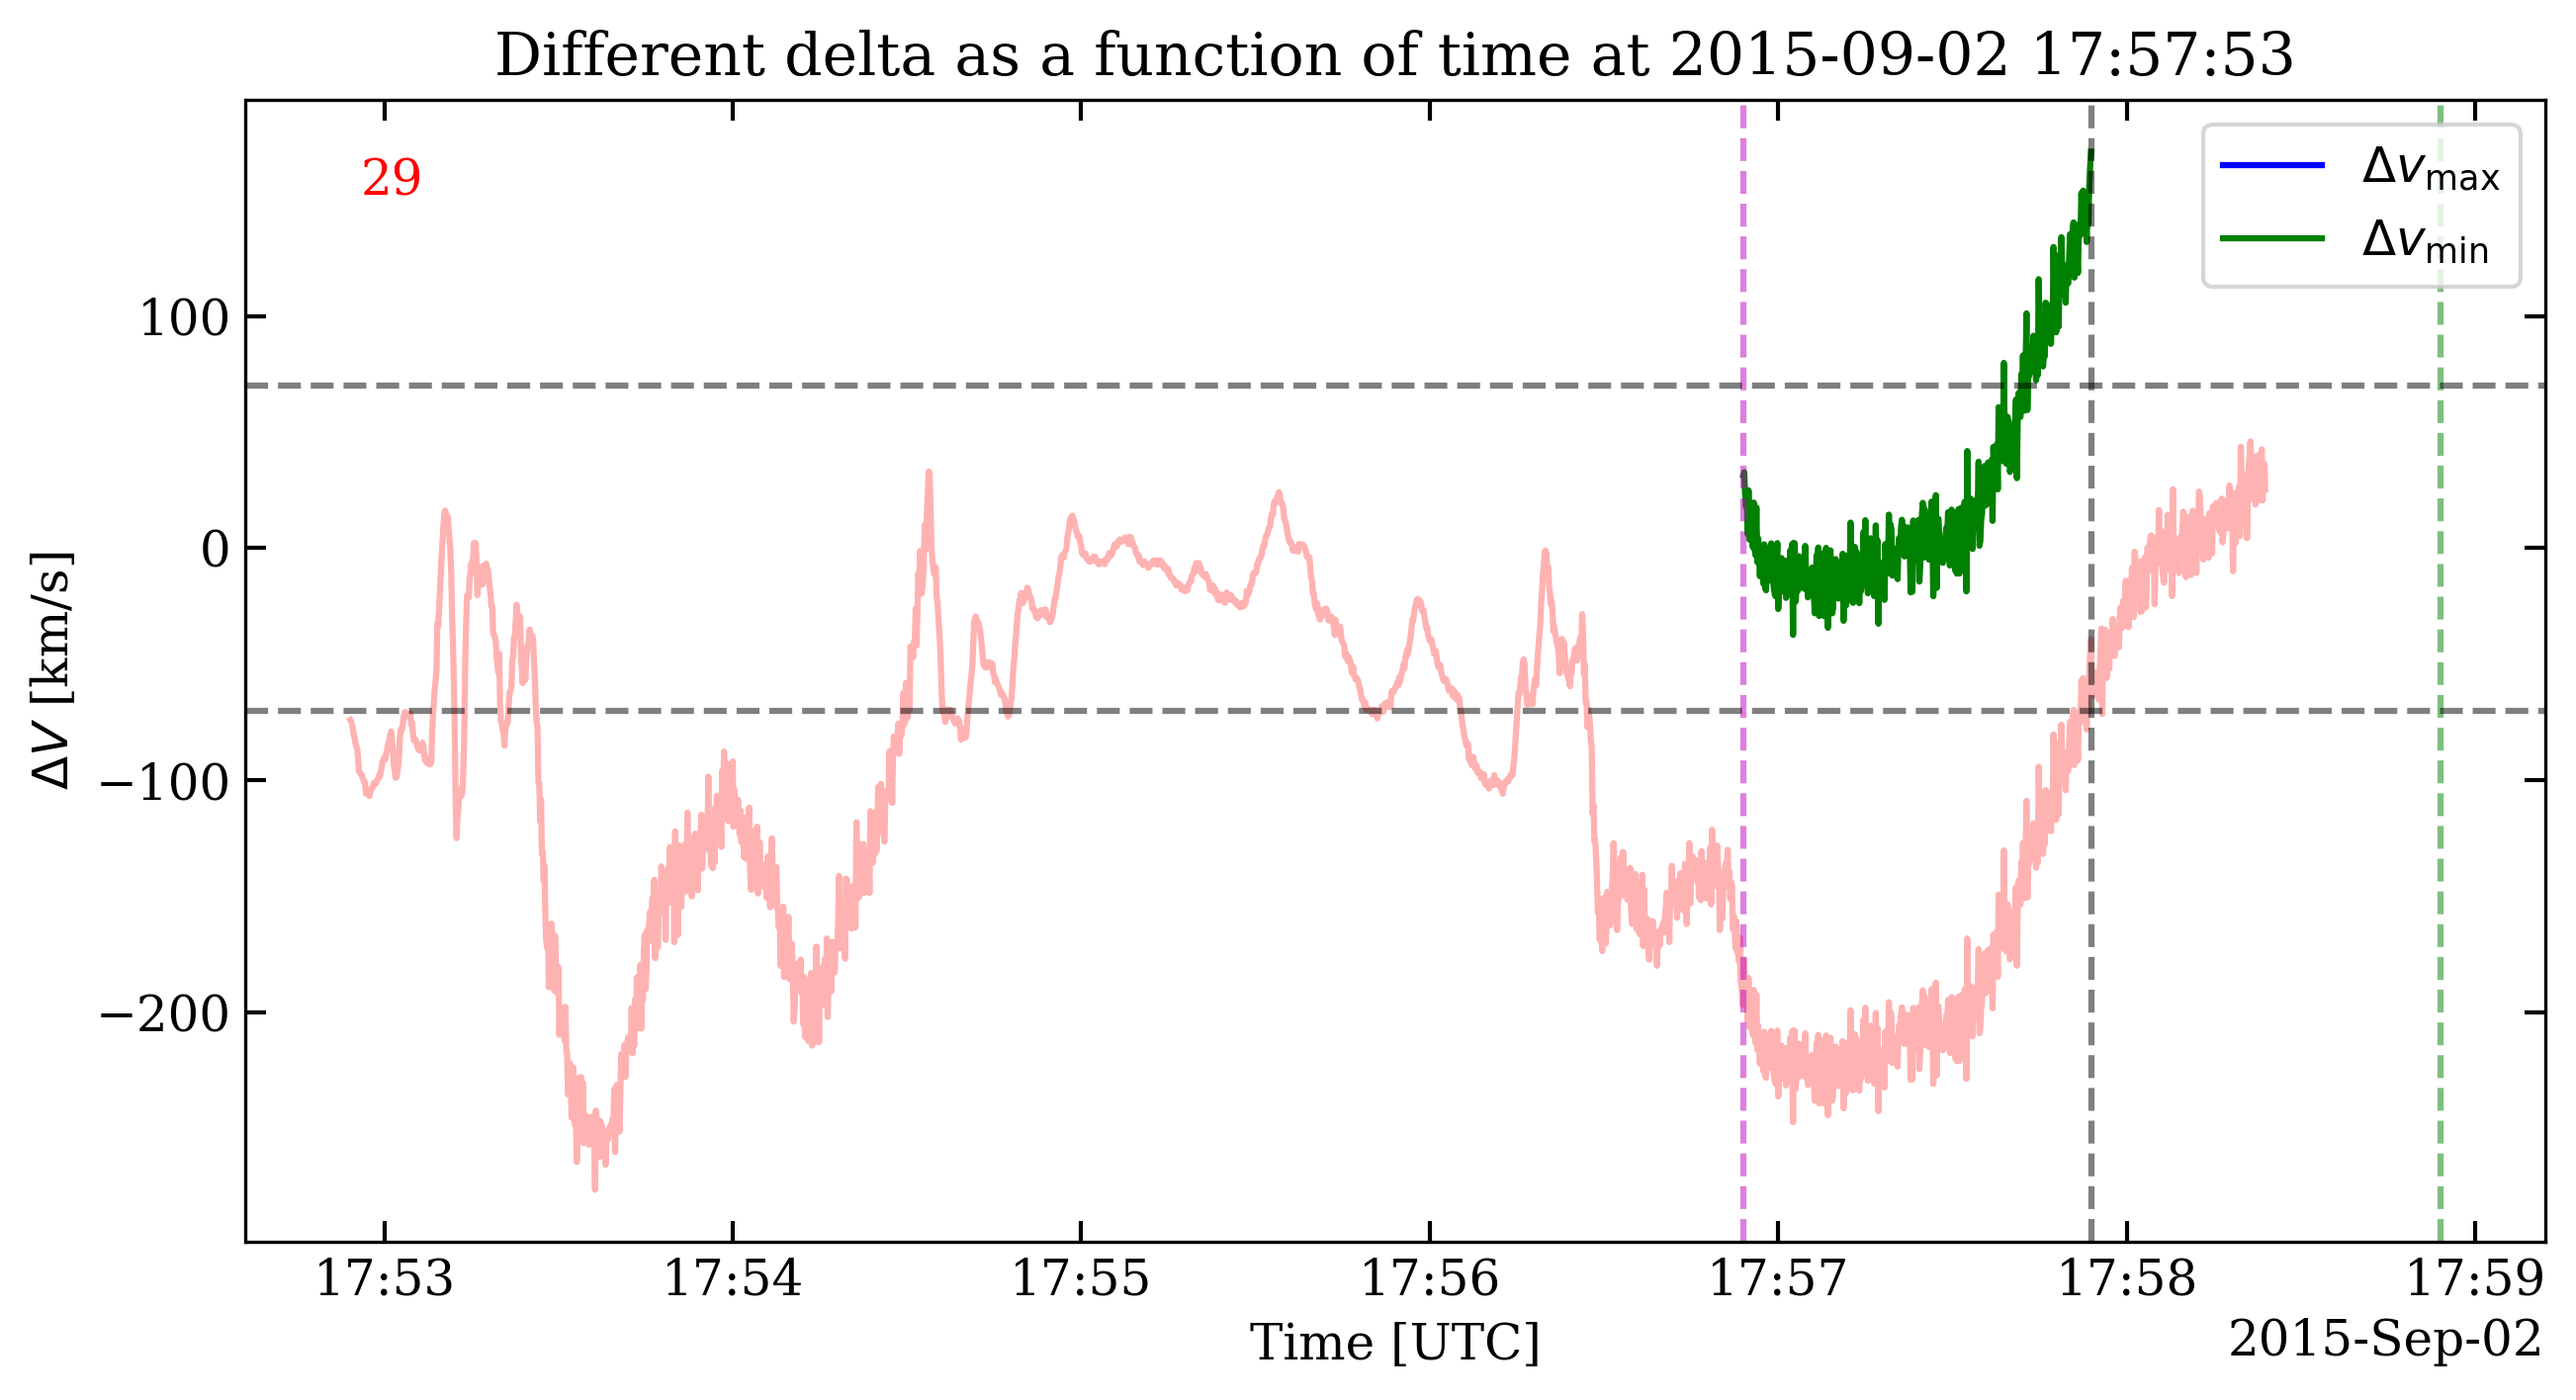 Different delta as a function of time at 2015-09-02 17:57:53
29
Δv_max
Δv_min
100
0
−100
−200
ΔV [km/s]
17:53 17:54 17:55 17:56 17:57 17:58 17:59
Time [UTC]
2015-Sep-02